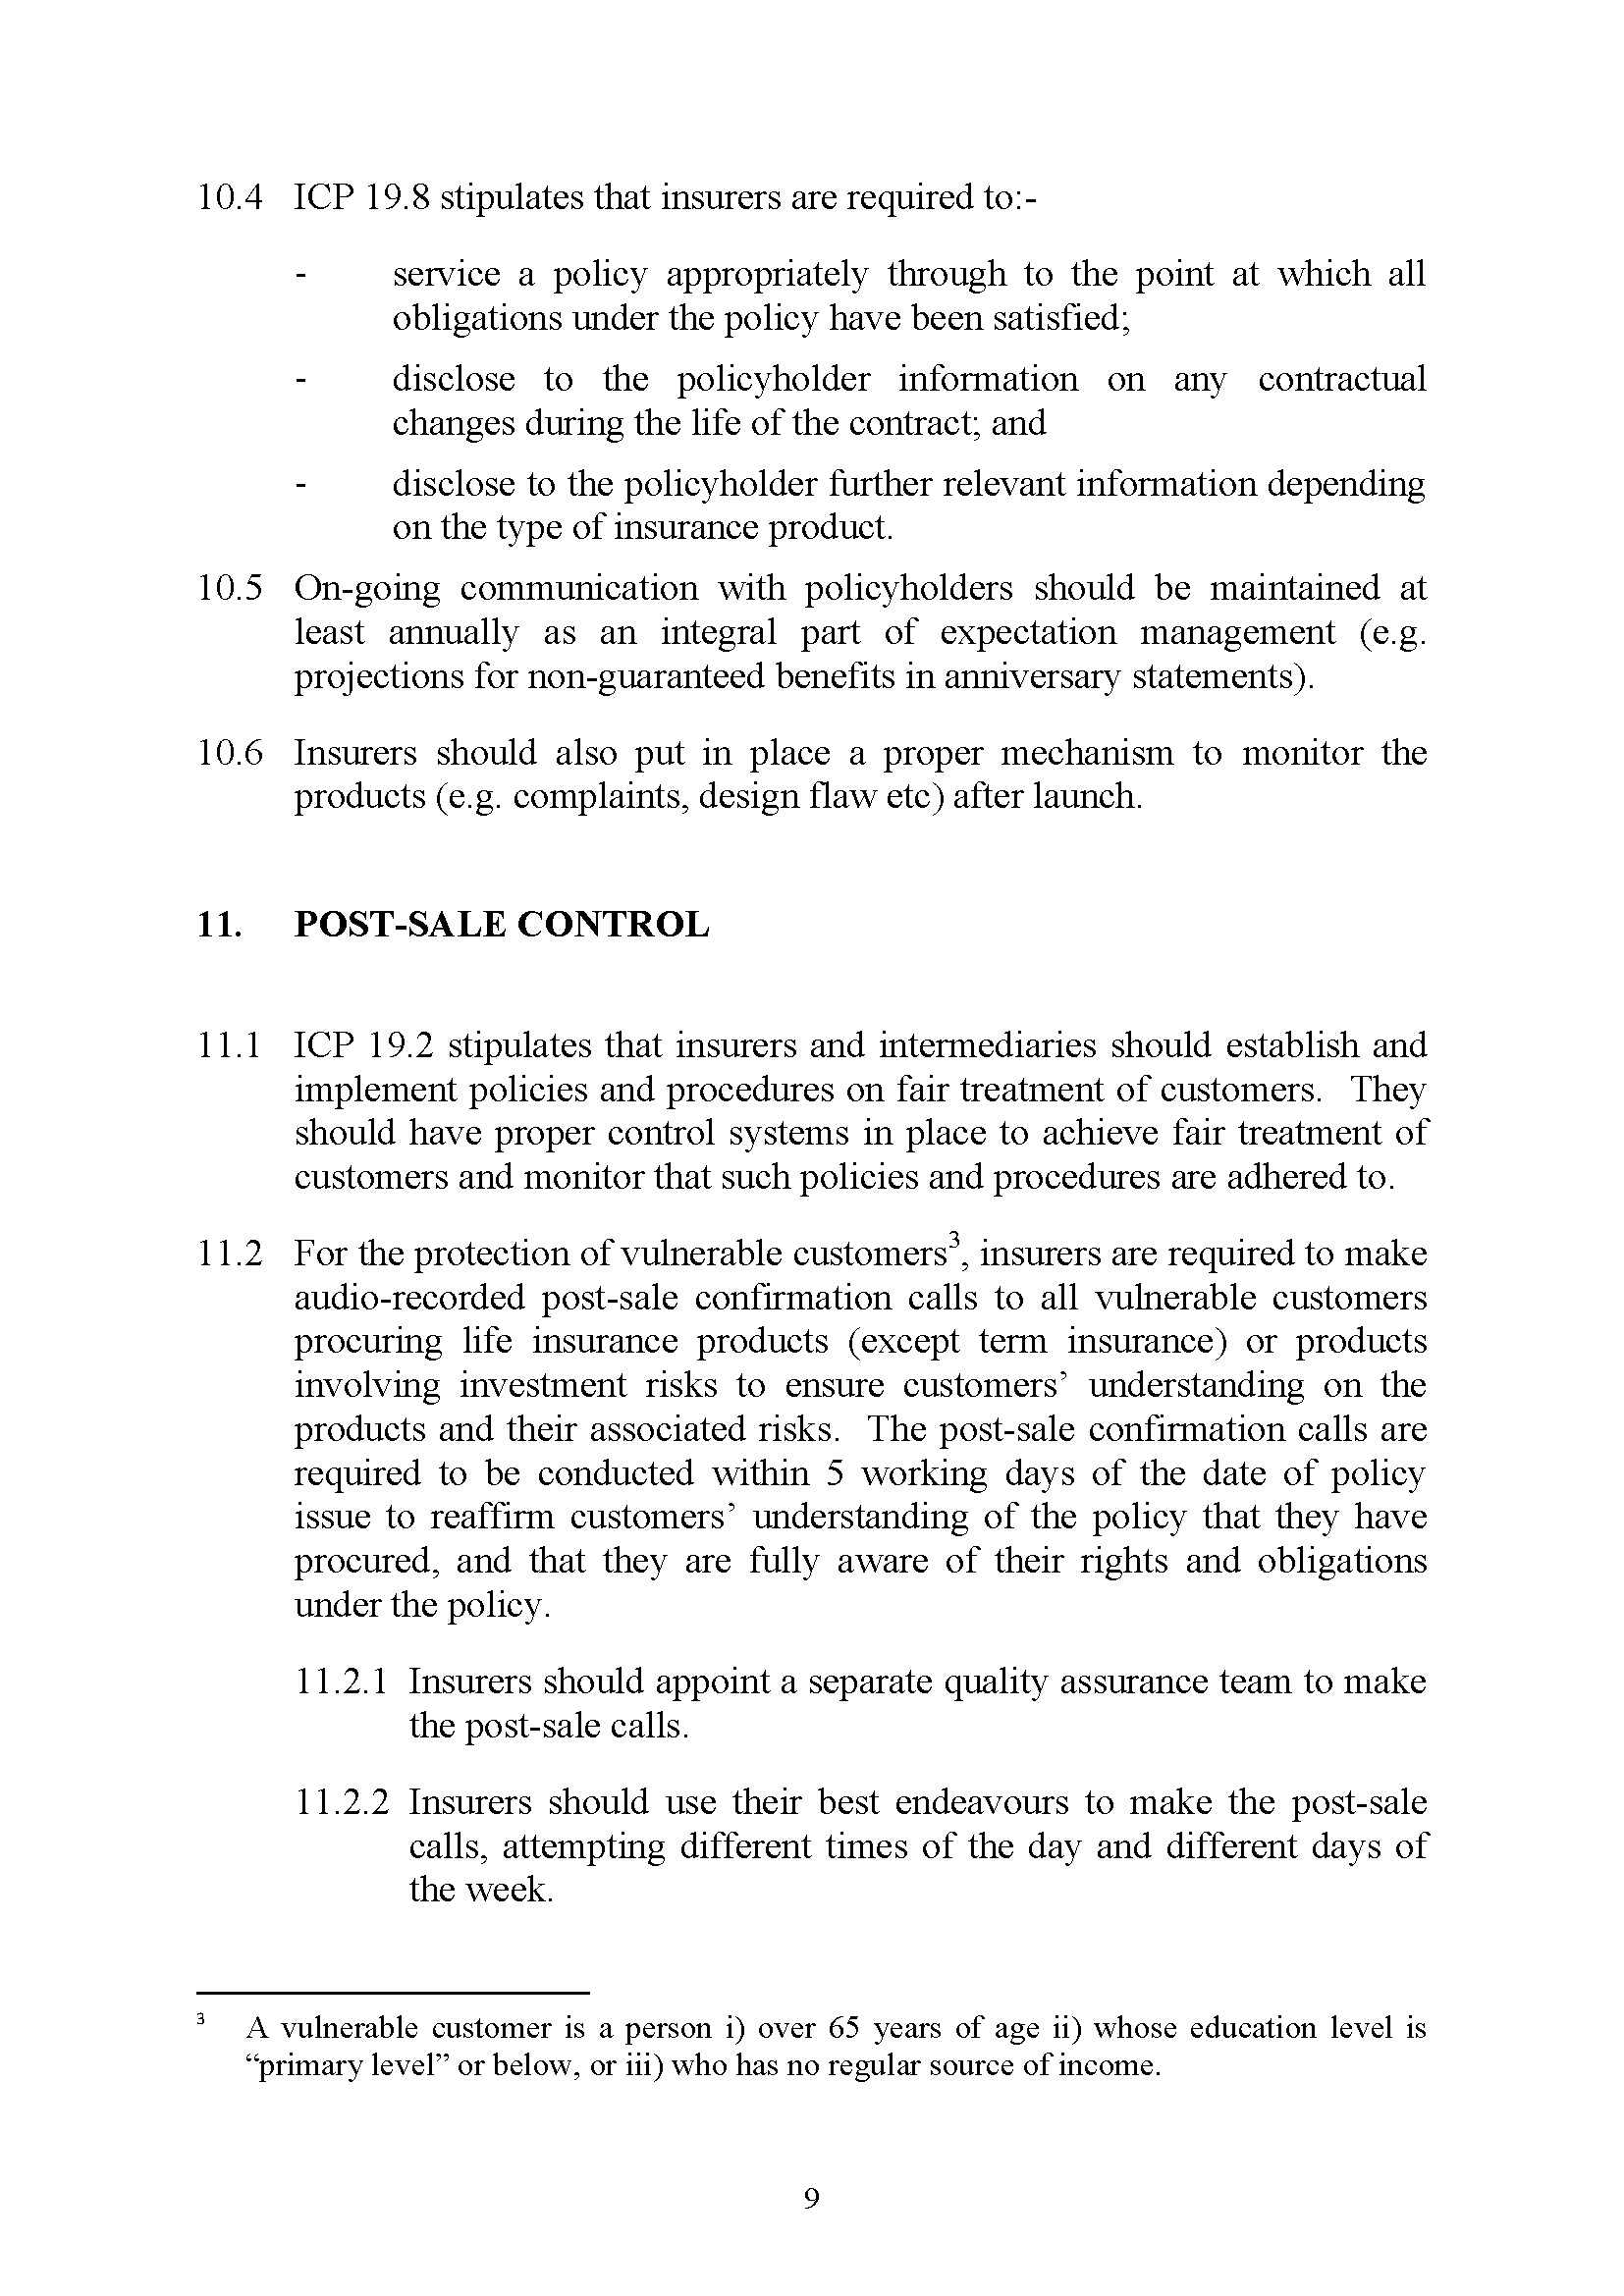 10.4 ICP 19.8 stipulates that insurers are required to:-
- service a policy appropriately through to the point at which all
obligations under the policy have been satisfied;
- disclose to the policyholder information on any contractual
changes during the life of the contract; and
- disclose to the policyholder further relevant information depending
on the type of insurance product.
10.5 On-going communication with policyholders should be maintained at
least annually as an integral part of expectation management (e.g.
projections for non-guaranteed benefits in anniversary statements).
10.6 Insurers should also put in place a proper mechanism to monitor the
products (e.g. complaints, design flaw etc) after launch.
11. POST-SALE CONTROL
11.1 ICP 19.2 stipulates that insurers and intermediaries should establish and
implement policies and procedures on fair treatment of customers. They
should have proper control systems in place to achieve fair treatment of
customers and monitor that such policies and procedures are adhered to.
11.2 For the protection of vulnerable customers3, insurers are required to make
audio-recorded post-sale confirmation calls to all vulnerable customers
procuring life insurance products (except term insurance) or products
involving investment risks to ensure customers’ understanding on the
products and their associated risks. The post-sale confirmation calls are
required to be conducted within 5 working days of the date of policy
issue to reaffirm customers’ understanding of the policy that they have
procured, and that they are fully aware of their rights and obligations
under the policy.
11.2.1 Insurers should appoint a separate quality assurance team to make
the post-sale calls.
11.2.2 Insurers should use their best endeavours to make the post-sale
calls, attempting different times of the day and different days of
the week.
3 A vulnerable customer is a person i) over 65 years of age ii) whose education level is
“primary level” or below, or iii) who has no regular source of income.
9